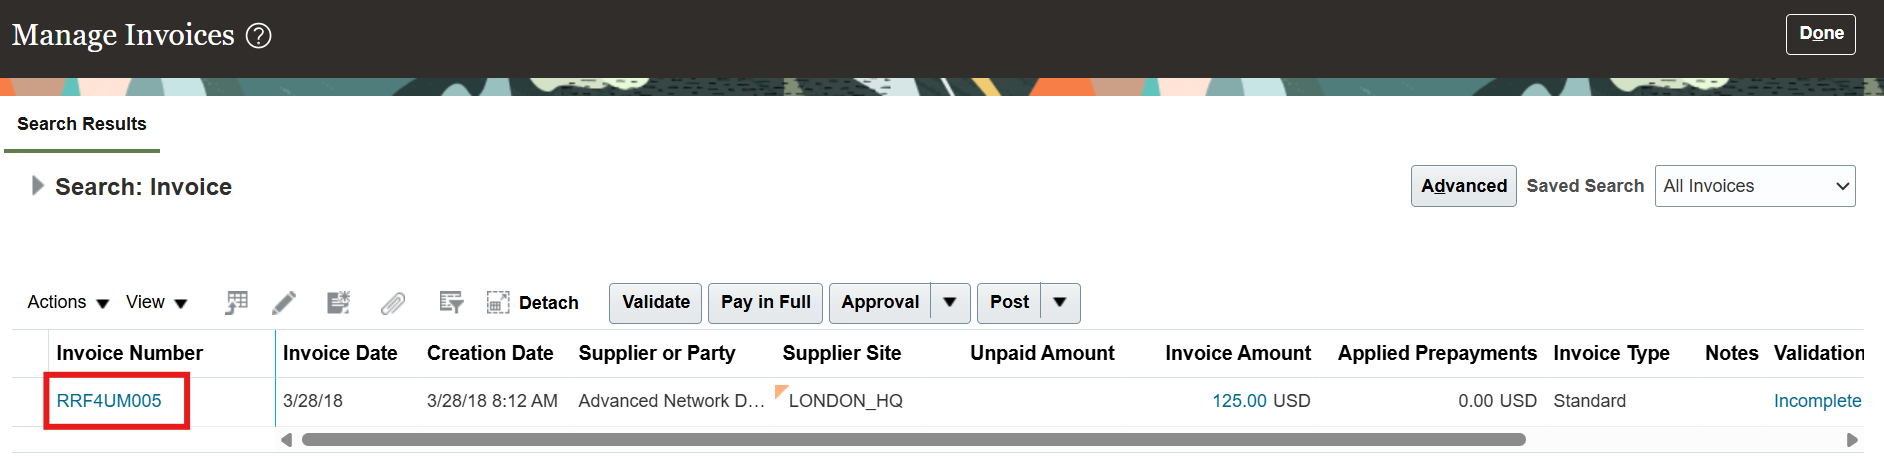 Manage Invoices ?
Done
Search Results
Search: Invoice
Advanced Saved Search All Invoices
Actions View Detach Validate Pay in Full Approval Post
Invoice Number Invoice Date Creation Date Supplier or Party Supplier Site Unpaid Amount Invoice Amount Applied Prepayments Invoice Type Notes Validation
RRF4UM005 3/28/18 3/28/18 8:12 AM Advanced Network D... LONDON_HQ 125.00 USD 0.00 USD Standard Incomplete